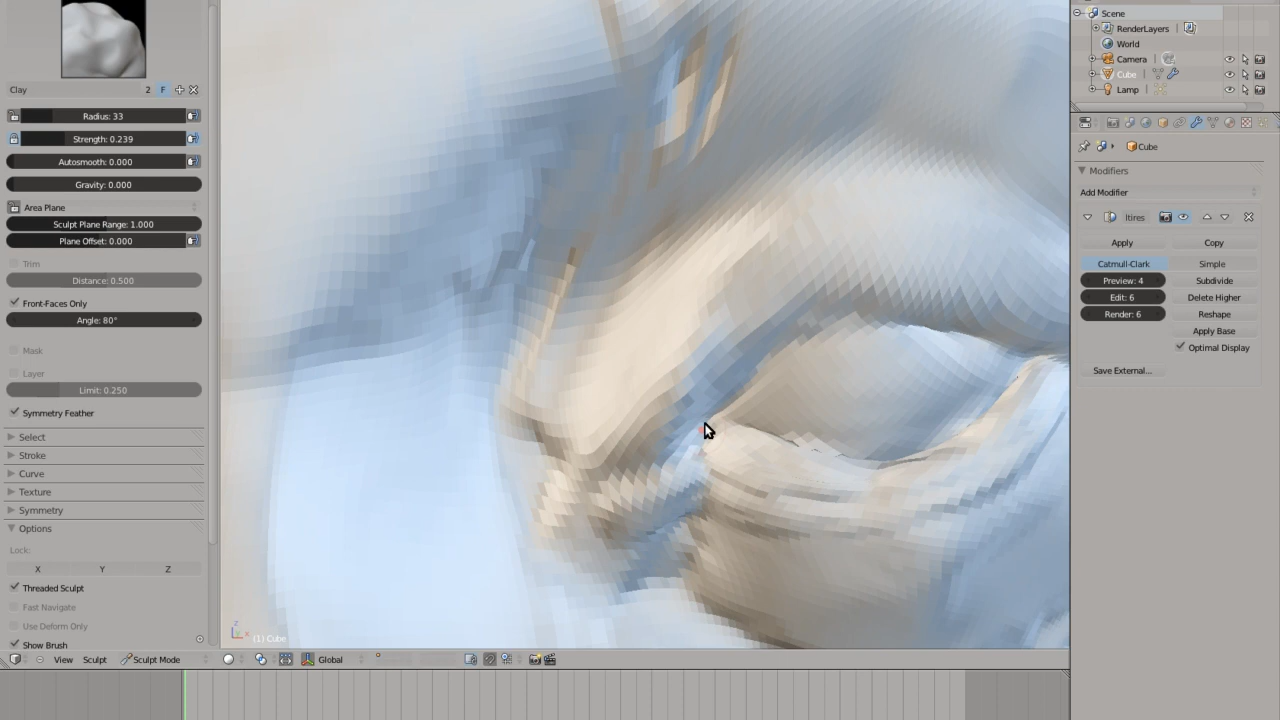 Clay 2 F
Radius: 33
Strength: 0.239
Autosmooth: 0.000
Gravity: 0.000
Area Plane
Sculpt Plane Range: 1.000
Plane Offset: 0.000
Trim
Distance: 0.500
Front-Faces Only
Angle: 80°
Mask
Layer
Limit: 0.250
Symmetry Feather
Select
Stroke
Curve
Texture
Symmetry
Options
Lock:
X Y Z
Threaded Sculpt
Fast Navigate
Use Deform Only
Show Brush
z
y x
(1) Cube
View Sculpt Sculpt Mode Global
Scene
RenderLayers
World
Camera
Cube
Lamp
Cube
Modifiers
Add Modifier
ltires
Apply Copy
Catmull-Clark Simple
Preview: 4 Subdivide
Edit: 6 Delete Higher
Render: 6 Reshape
Apply Base
Optimal Display
Save External...